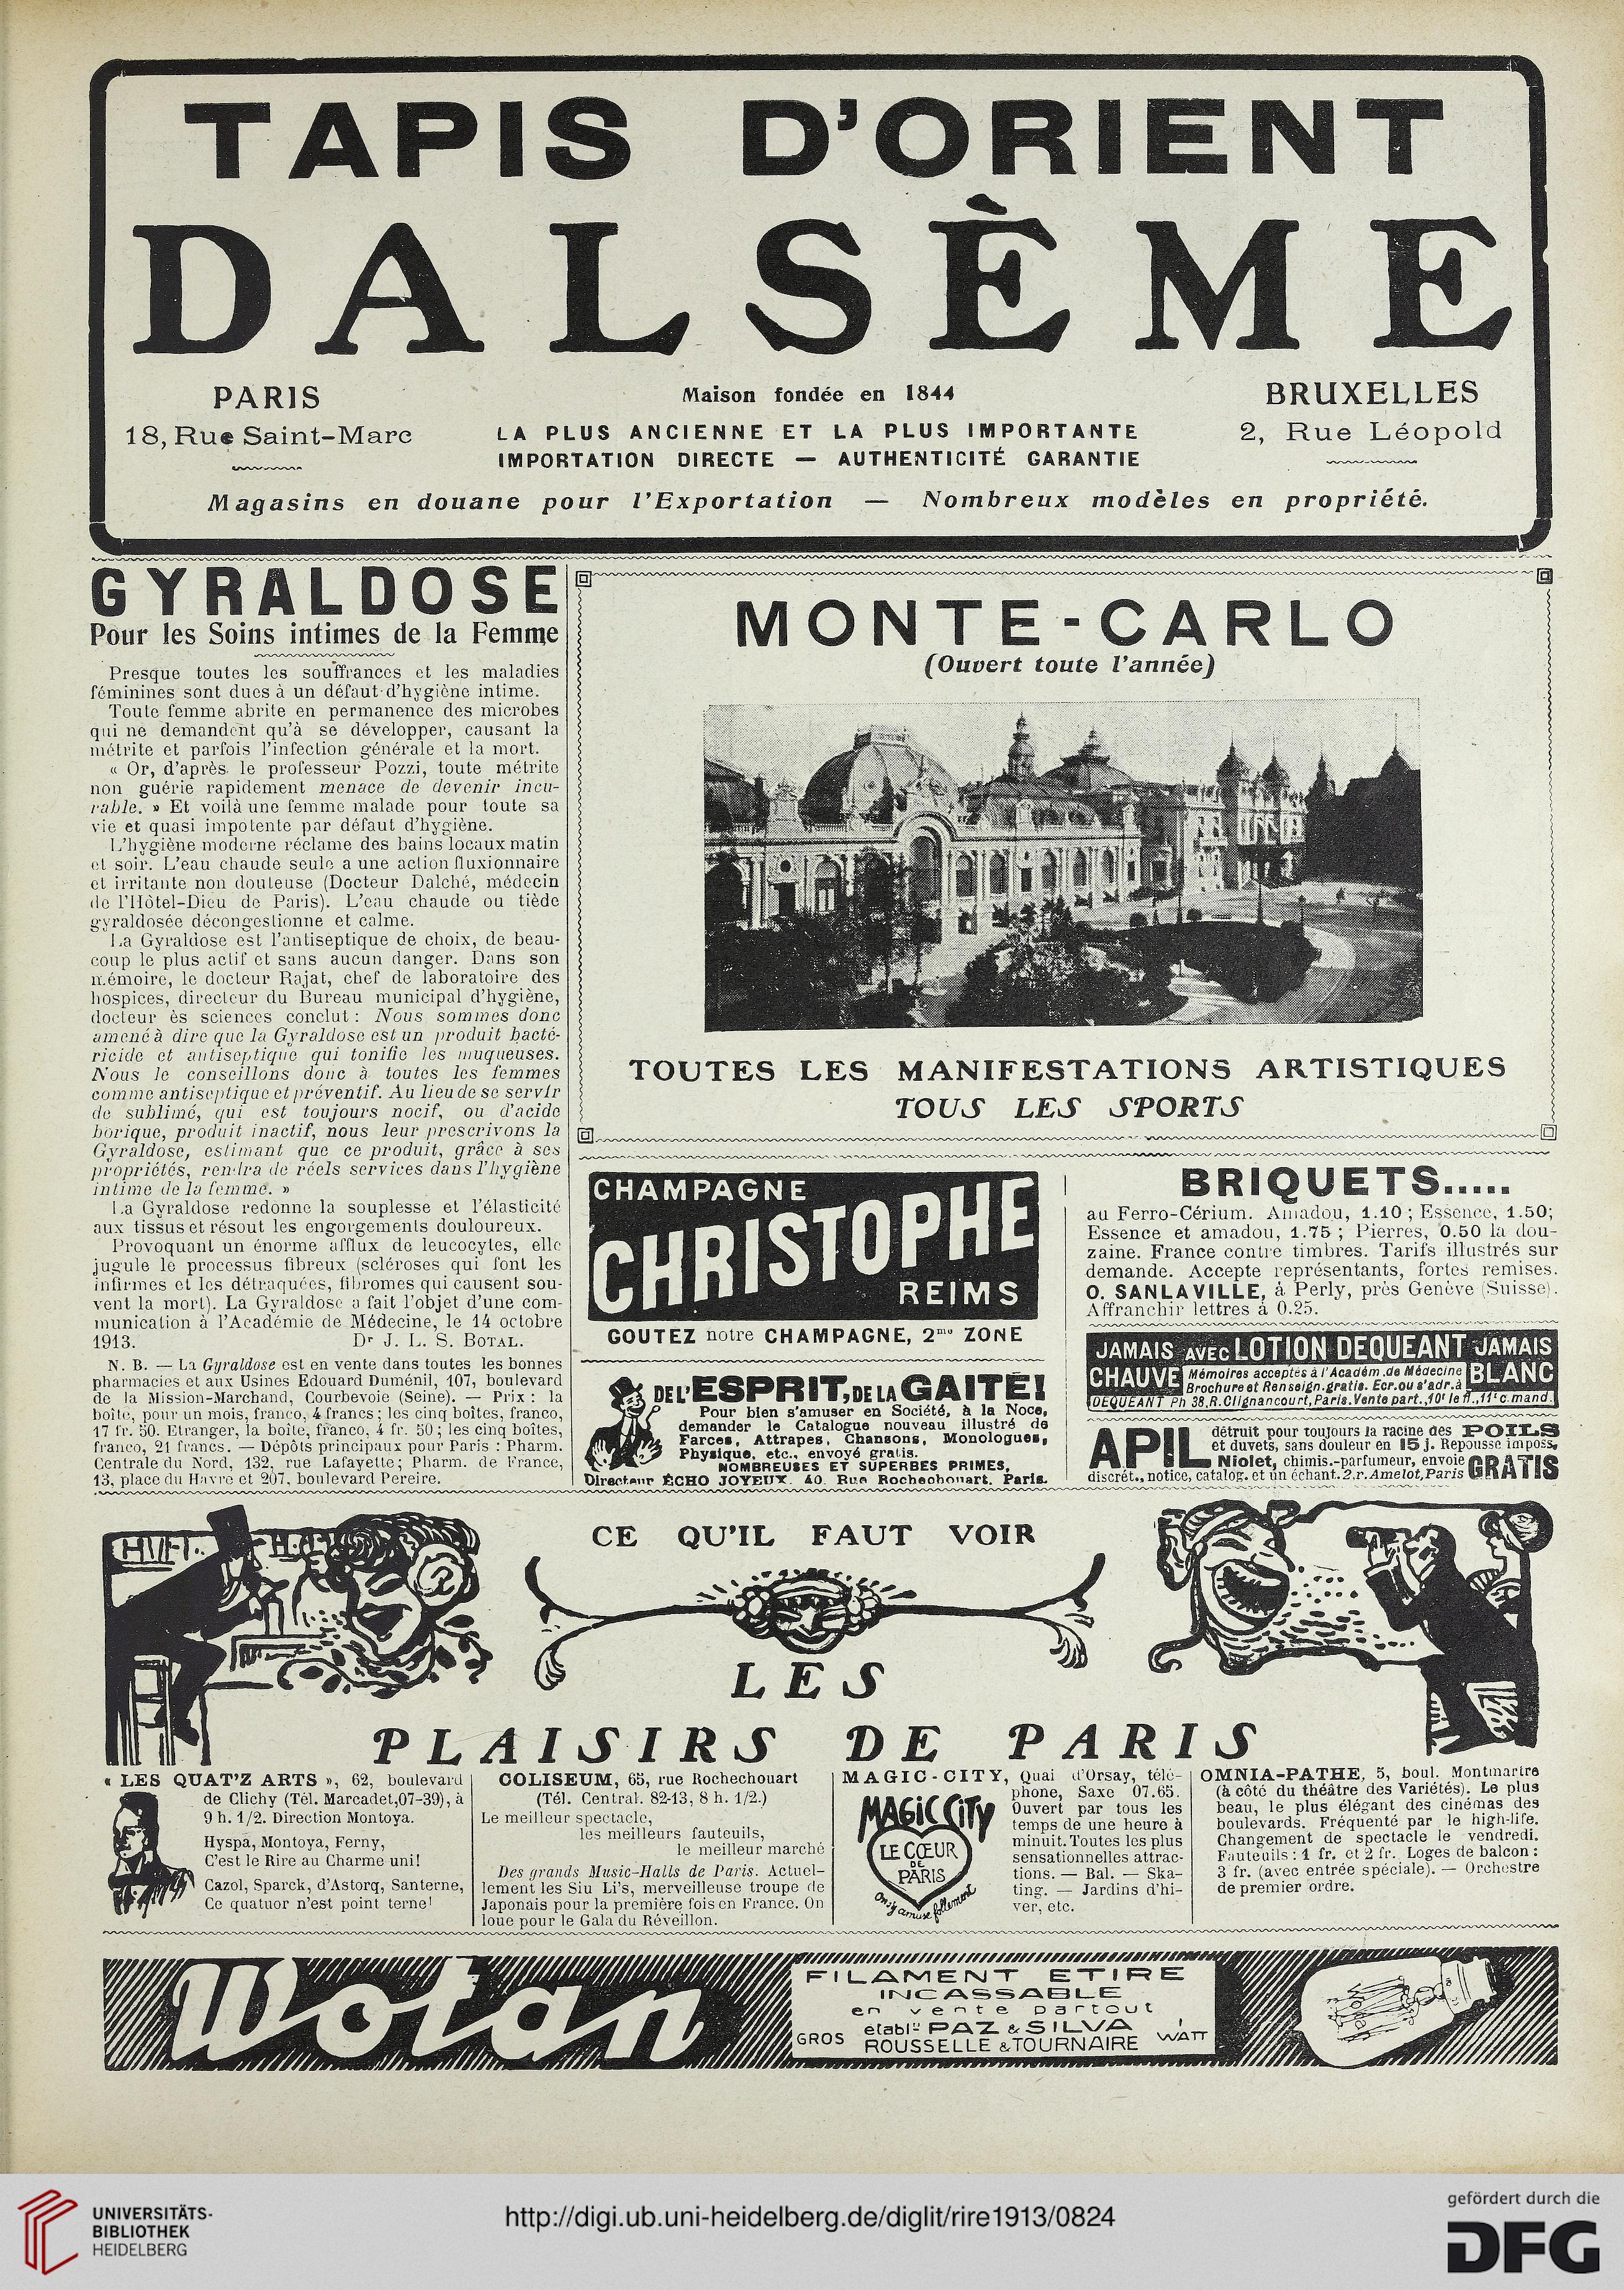 TAPIS D'ORIENT
DALSÈME
PARIS
18, Rue Saint-Marc
Maison fondée en 1844
LA PLUS ANCIENNE ET LA PLUS IMPORTANTE
IMPORTATION DIRECTE — AUTHENTICITÉ GARANTIE
BRUXELLES
2, Rue Léopold
Magasins en douane pour l'Exportation — Nombreux modèles en propriété.
GYRALDOSE
Pour les Soins intimes de la Femme
Presque toutes les souffrances et les maladies
féminines sont dues à un défaut d'hygiène intime.
Toute femme abrite en permanence des microbes
qui ne demandent qu'à se développer, causant la
métrite et parfois l'infection générale et la mort.
« Or, d'après le professeur Pozzi, toute métrite
non guérie rapidement menace de devenir incu-
rable. » Et voilà une femme malade pour toute sa
vie et quasi impotente par défaut d'hygiène.
L'hygiène moderne réclame des bains locaux matin
et soir. L'eau chaude seule a une action fluxionnaire
et irritante non douteuse (Docteur Dalché, médecin
de l'Hôtel-Dieu de Paris). L'eau chaude ou tiède
gyraldosée décongestionne et calme.
La Gyraldose est l'antiseptique de choix, de beau-
coup le plus actif et sans aucun danger. Dans son
mémoire, le docteur Rajat, chef de laboratoire des
hospices, directeur du Bureau municipal d'hygiène,
docteur ès sciences conclut : Nous sommes donc
amené à dire que la Gyraldose est un produit bacté-
ricide et antiseptique qui tonifie les muqueuses.
Nous le conseillons donc à toutes les femmes
comme antiseptique et préventif. Au lieu de se servir
de sublimé, qui est toujours nocif, ou d'acide
borique, produit inactif, nous leur prescrivons la
Gyraldose, estimant que ce produit, grâce à ses
propriétés, rendra de réels services dans l'hygiène
intime de la femme. »
La Gyraldose redonne la souplesse et l'élasticité
aux tissus et résout les engorgements douloureux.
Provoquant un énorme afflux de leucocytes, elle
jugule le processus fibreux (scléroses qui font les
infirmes et les détraquées, fibromes qui causent sou-
vent la mort). La Gyraldose a fait l'objet d'une com-
munication à l'Académie de Médecine, le 14 octobre
1913. Dr J. L. S. BOTAL.
N. B. — La Gyraldose est en vente dans toutes les bonnes
pharmacies et aux Usines Edouard Duménil, 107, boulevard
de la Mission-Marchand, Courbevoie (Seine). — Prix : la
boîte, pour un mois, franco, 4 francs ; les cinq boîtes, franco,
17 fr. 50. Etranger, la boîte, franco, 4 fr. 50 ; les cinq boîtes,
franco, 21 francs. — Dépôts principaux pour Paris : Pharm.
Centrale du Nord, 132, rue Lafayette ; Pharm. de France,
13, place du Havre et 207, boulevard Pereire.
MONTE-CARLO
(Ouvert toute l'année)
TOUTES LES MANIFESTATIONS ARTISTIQUES
TOUS LES SPORTS
CHAMPAGNE
CHRISTOPHE
REIMS
GOUTEZ notre CHAMPAGNE, 2me ZONE
DE L'ESPRIT, DE LA GAITÉ!
Pour bien s'amuser en Société, à la Noce,
demander le Catalogue nouveau illustré de
Farces, Attrapes, Chansons, Monologues,
Physique, etc., envoyé gratis.
NOMBREUSES ET SUPERBES PRIMES,
Directeur ÉCHO JOYEUX. 40. Rue Rochechouart. Paris.
BRIQUETS.....
au Ferro-Cérium. Amadou, 1.10 ; Essence, 1.50;
Essence et amadou, 1.75 ; Pierres, 0.50 la dou-
zaine. France contre timbres. Tarifs illustrés sur
demande. Accepte représentants, fortes remises.
O. SANLAVILLE, à Perly, près Genève (Suisse).
Affranchir lettres à 0.25.
JAMAIS AVEC LOTION DEQUEANT JAMAIS
CHAUVE Mémoires acceptés à l'Académ. de Médecine BLANC
Brochure et Renseign. gratis. Ecr. ou s'adr. à
DEQUEANT Ph 38, R. Clignancourt, Paris. Vente part., 10f le fl., 11f c. mand.
APIL détruit pour toujours la racine des POILS
et duvets, sans douleur en 15 j. Repousse imposs.
Niolet, chimis.-parfumeur, envoie GRATIS
discrét., notice, catalog. et un échant. 2, r. Amelot, Paris
CE QU'IL FAUT VOIR
LES
PLAISIRS DE PARIS
« LES QUAT'Z ARTS », 62, boulevard
de Clichy (Tél. Marcadet, 07-39), à
9 h. 1/2. Direction Montoya.
Hyspa, Montoya, Ferny,
C'est le Rire au Charme uni!
Cazol, Sparck, d'Astorq, Santerne,
Ce quatuor n'est point terne!
COLISEUM, 65, rue Rochechouart
(Tél. Central. 82-13, 8 h. 1/2.)
Le meilleur spectacle,
les meilleurs fauteuils,
le meilleur marché
Des grands Music-Halls de Paris. Actuel-
lement les Siu Li's, merveilleuse troupe de
Japonais pour la première fois en France. On
loue pour le Gala du Réveillon.
MAGIC-CITY, Quai d'Orsay, télé-
phone, Saxe 07.65.
Ouvert par tous les
temps de une heure à
minuit. Toutes les plus
sensationnelles attrac-
tions. — Bal. — Ska-
ting. — Jardins d'hi-
ver, etc.
MAGIC CITY
LE CŒUR
DE
PARIS
On s'y amuse follement
OMNIA-PATHE, 5, boul. Montmartre
(à côté du théâtre des Variétés). Le plus
beau, le plus élégant des cinémas des
boulevards. Fréquenté par le high-life.
Changement de spectacle le vendredi.
Fauteuils : 1 fr. et 2 fr. Loges de balcon :
3 fr. (avec entrée spéciale). — Orchestre
de premier ordre.
Wotan
FILAMENT ETIRE
INCASSABLE
en vente partout
GROS etablts PAZ & SILVA
ROUSSELLE & TOURNAIRE
1 WATT
UNIVERSITÄTS-
BIBLIOTHEK
HEIDELBERG
http://digi.ub.uni-heidelberg.de/diglit/rire1913/0824
gefördert durch die
DFG